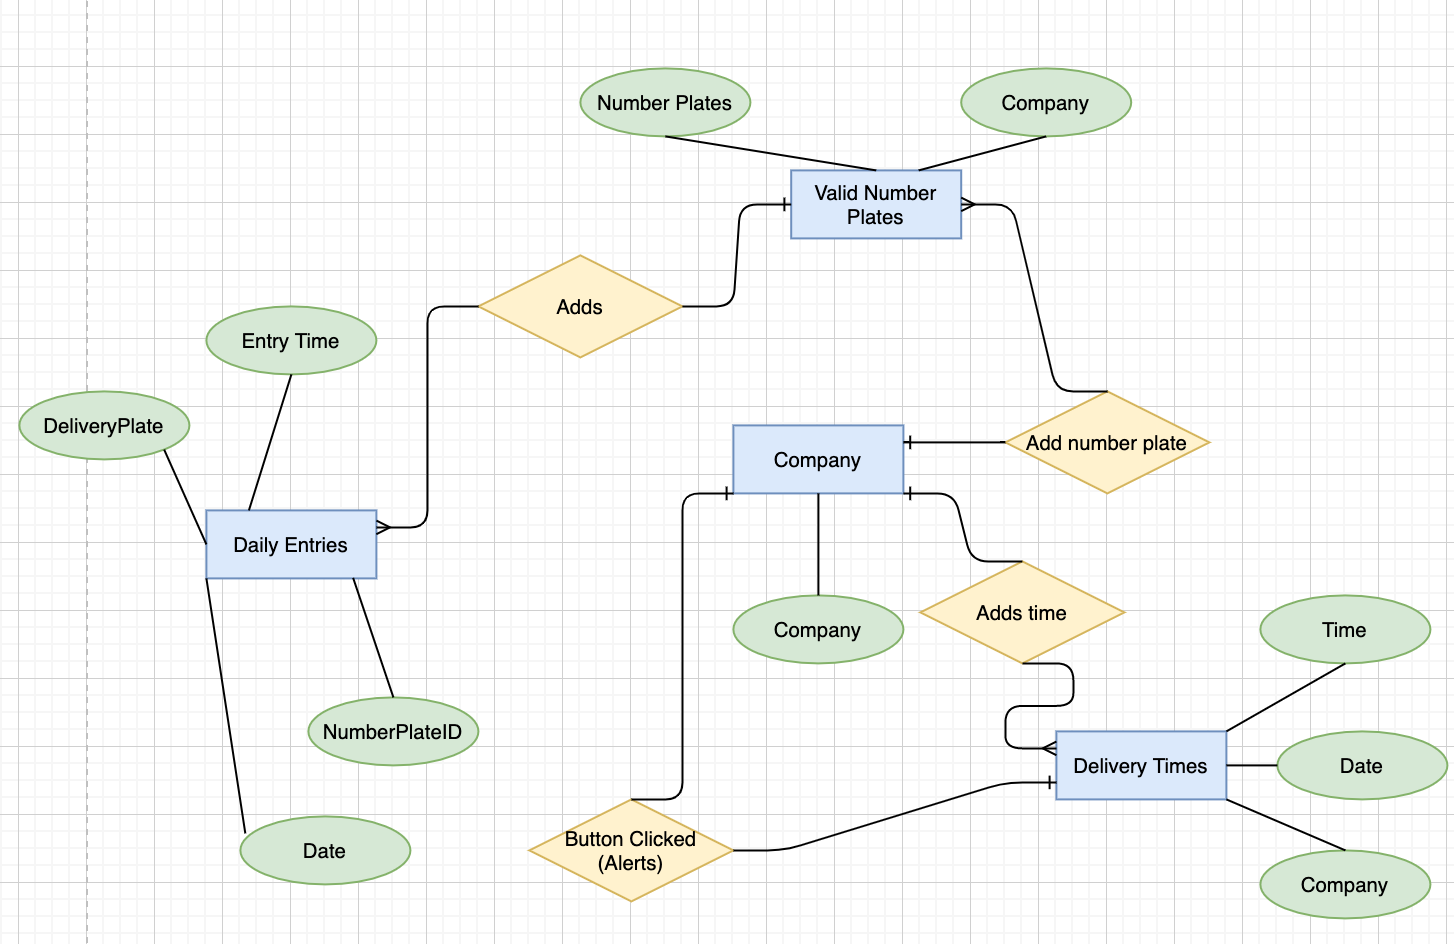 Number Plates
Company
Valid Number
Plates
Adds
Entry Time
DeliveryPlate
Company
Add number plate
Daily Entries
Company
Adds time
Time
NumberPlateID
Delivery Times
Date
Button Clicked
(Alerts)
Date
Company